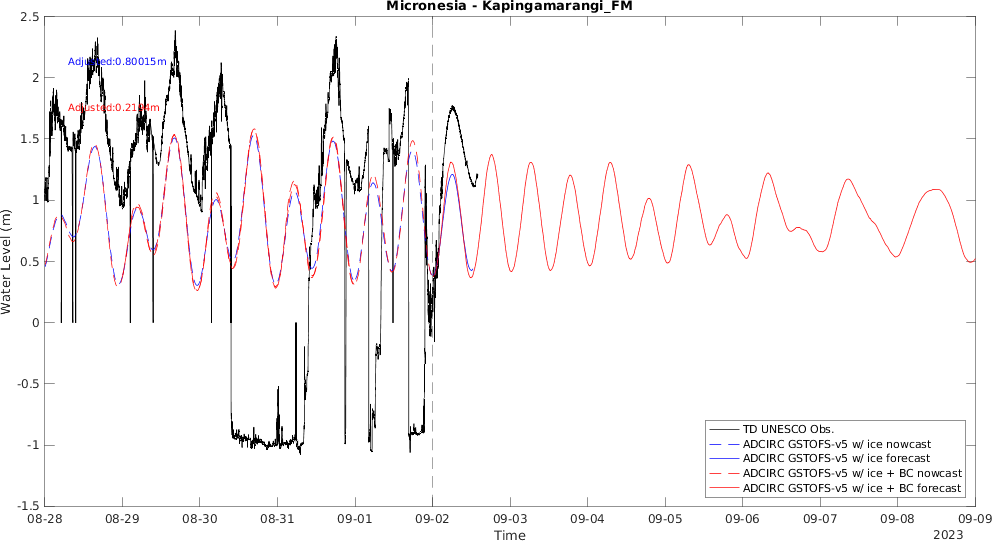 Micronesia - Kapingamarangi_FM
2.5
2
1.5
1
0.5
0
-0.5
-1
-1.5
Water Level (m)
Adjusted:0.80015m
TD UNESCO Obs.
ADCIRC GSTOFS-v5 w/ ice nowcast
ADCIRC GSTOFS-v5 w/ ice forecast
ADCIRC GSTOFS-v5 w/ ice + BC nowcast
ADCIRC GSTOFS-v5 w/ ice + BC forecast
08-28 08-29 08-30 08-31 09-01 09-02 09-03 09-04 09-05 09-06 09-07 09-08 09-09
Time
2023